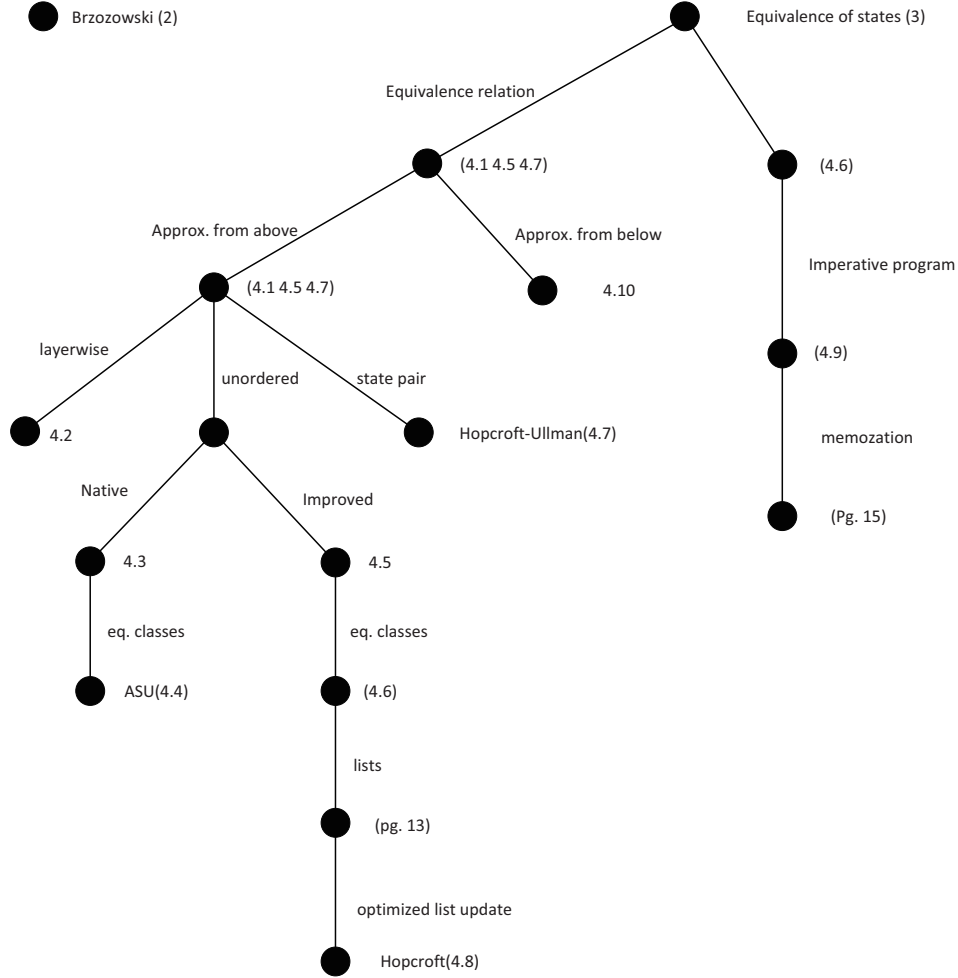 Brzozowski (2)
Equivalence of states (3)
Equivalence relation
(4.1 4.5 4.7)
(4.6)
Approx. from above
Approx. from below
Imperative program
(4.1 4.5 4.7)
4.10
layerwise
(4.9)
unordered
state pair
4.2
Hopcroft-Ullman(4.7)
memozation
Native
Improved
(Pg. 15)
4.3
4.5
eq. classes
eq. classes
ASU(4.4)
(4.6)
lists
(pg. 13)
optimized list update
Hopcroft(4.8)